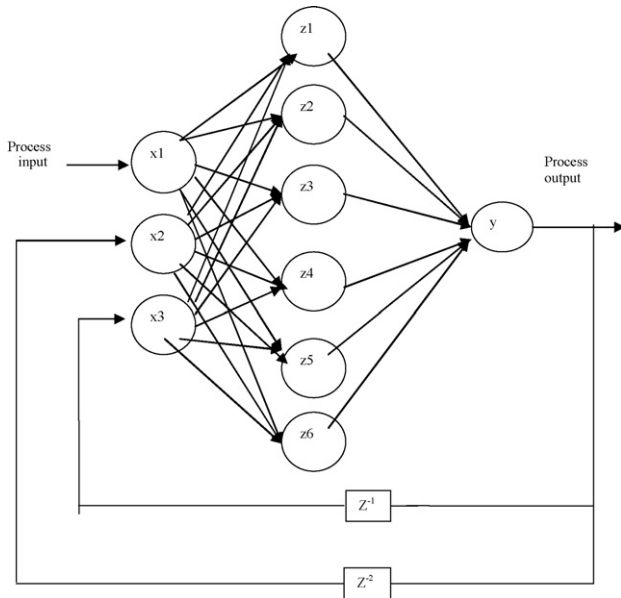 z1
z2
Process
input
x1
z3
Process
output
x2
y
z4
x3
z5
z6
Z⁻¹
Z⁻²